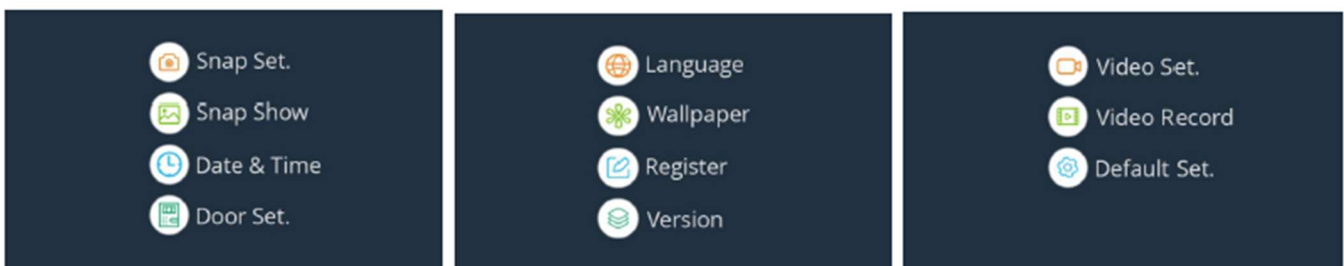 Snap Set.
Snap Show
Date & Time
Door Set.
Language
Wallpaper
Register
Version
Video Set.
Video Record
Default Set.